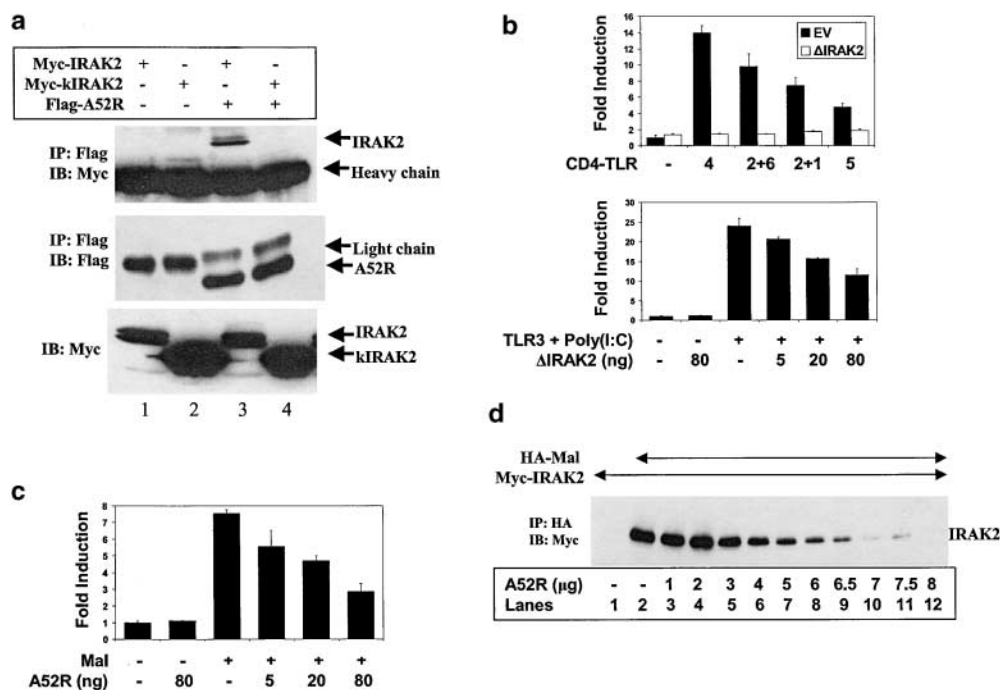 a
Myc-IRAK2 + - + -
Myc-kIRAK2 - + - +
Flag-A52R - - + +
IP: Flag
IB: Myc
IRAK2
Heavy chain
IP: Flag
IB: Flag
Light chain
A52R
IB: Myc
IRAK2
kIRAK2
1 2 3 4
b
Fold Induction
16
14
12
10
8
6
4
2
0
EV
ΔIRAK2
CD4-TLR - 4 2+6 2+1 5
Fold Induction
30
25
20
15
10
5
0
TLR3 + Poly(I:C) - - + + + +
ΔIRAK2 (ng) - 80 - 5 20 80
c
Fold Induction
8
7
6
5
4
3
2
1
0
Mal - - + + + +
A52R (ng) - 80 - 5 20 80
d
HA-Mal
Myc-IRAK2
IP: HA
IB: Myc
IRAK2
A52R (µg) - - 1 2 3 4 5 6 6.5 7 7.5 8
Lanes 1 2 3 4 5 6 7 8 9 10 11 12